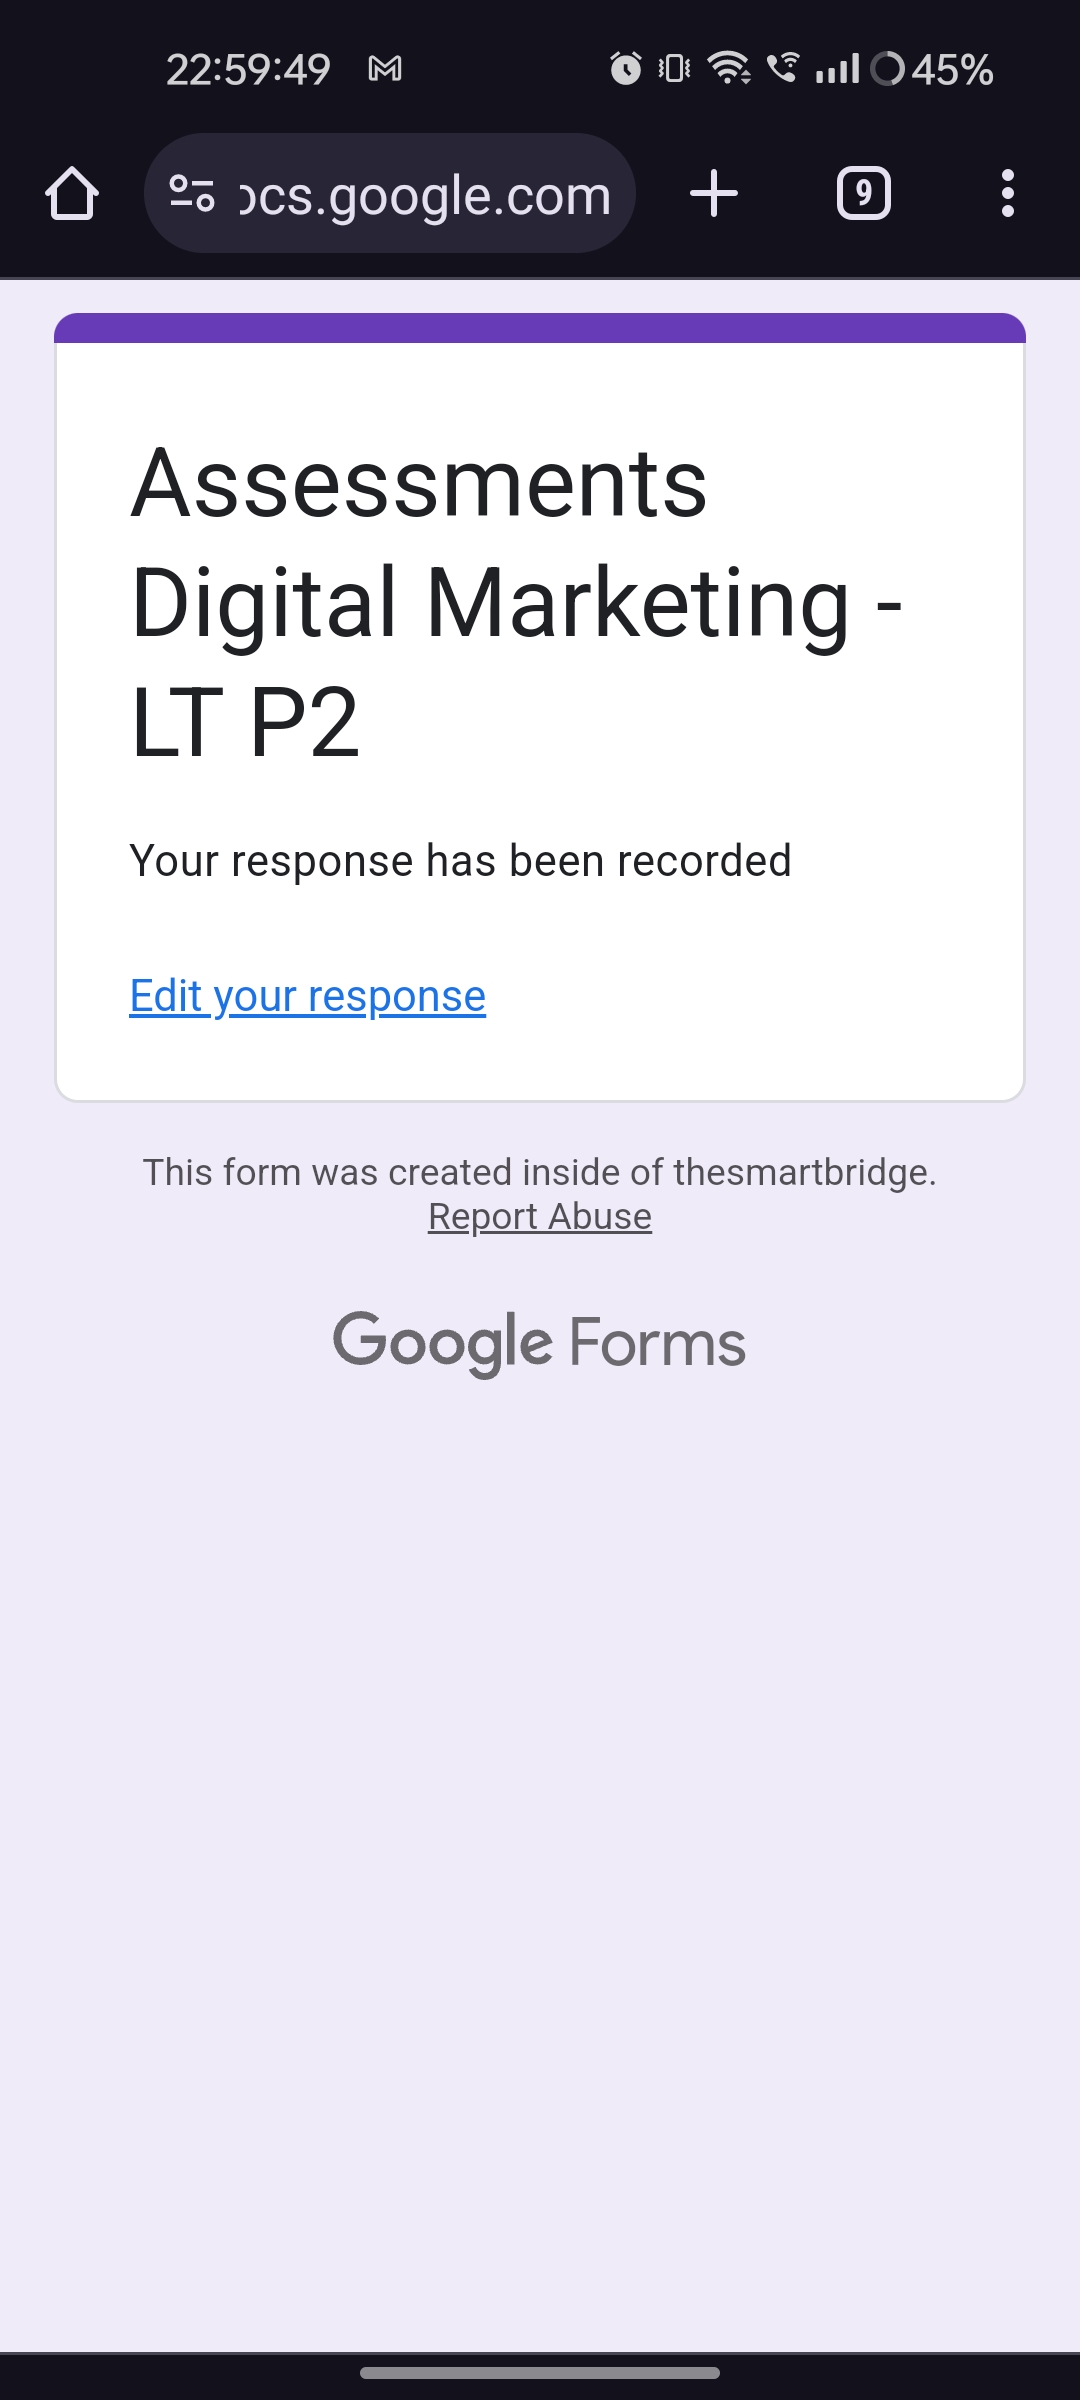 22:59:49 45%
ocs.google.com 9
Assessments
Digital Marketing -
LT P2
Your response has been recorded
Edit your response
This form was created inside of thesmartbridge.
Report Abuse
Google Forms